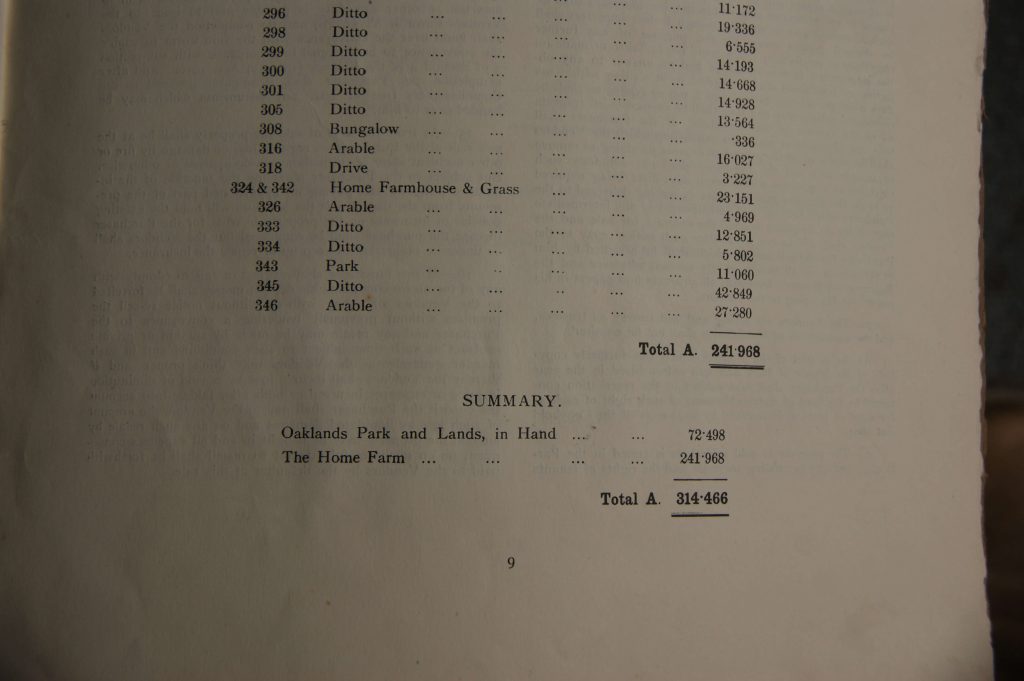 ... 11·172
296 Ditto ... ... ... ... 19·336
298 Ditto ... ... ... ... 6·555
299 Ditto ... ... ... ... 14·193
300 Ditto ... ... ... ... 14·668
301 Ditto ... ... ... ... 14·928
305 Ditto ... ... ... ... 13·564
308 Bungalow ... ... ... ... ·336
316 Arable ... ... ... ... 16·027
318 Drive ... ... ... ... 3·227
324 & 342 Home Farmhouse & Grass ... ... ... 23·151
326 Arable ... ... ... ... ... 4·969
333 Ditto ... ... ... ... ... 12·851
334 Ditto ... ... ... ... ... 5·802
343 Park ... .. ... ... ... 11·060
345 Ditto ... ... .. ... ... 42·849
346 Arable ... ... ... ... ... 27·280
Total A. 241·968
SUMMARY.
Oaklands Park and Lands, in Hand ... ... 72·498
The Home Farm ... ... ... ... 241·968
Total A. 314·466
9